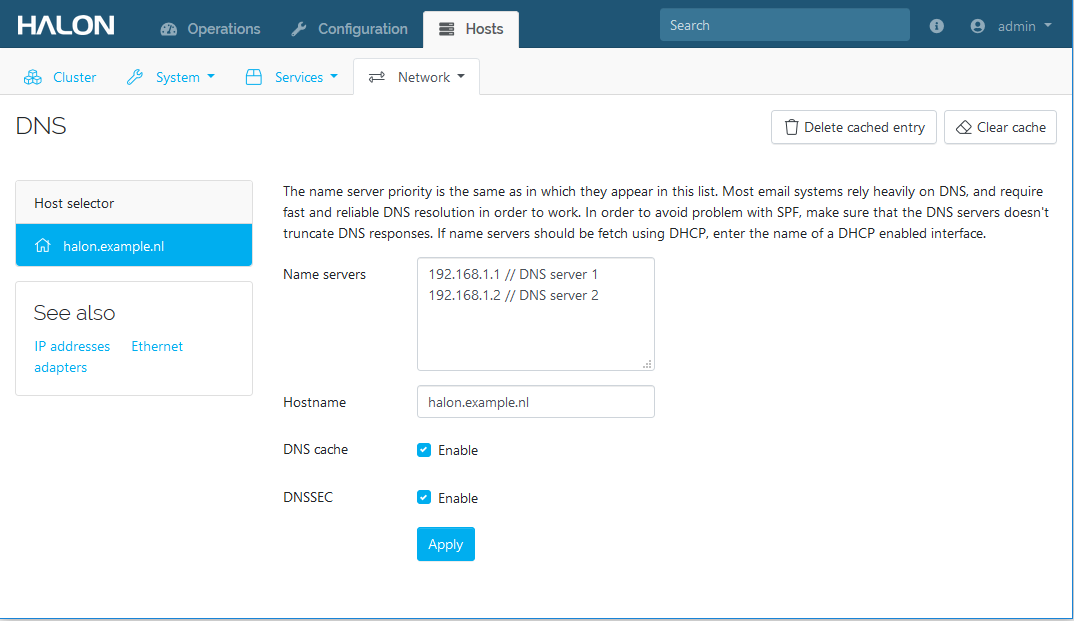 HALON Operations Configuration Hosts Search admin
Cluster System Services Network
DNS Delete cached entry Clear cache
Host selector
halon.example.nl
See also
IP addresses Ethernet
adapters
The name server priority is the same as in which they appear in this list. Most email systems rely heavily on DNS, and require
fast and reliable DNS resolution in order to work. In order to avoid problem with SPF, make sure that the DNS servers doesn't
truncate DNS responses. If name servers should be fetch using DHCP, enter the name of a DHCP enabled interface.
Name servers 192.168.1.1 // DNS server 1
192.168.1.2 // DNS server 2
Hostname halon.example.nl
DNS cache Enable
DNSSEC Enable
Apply